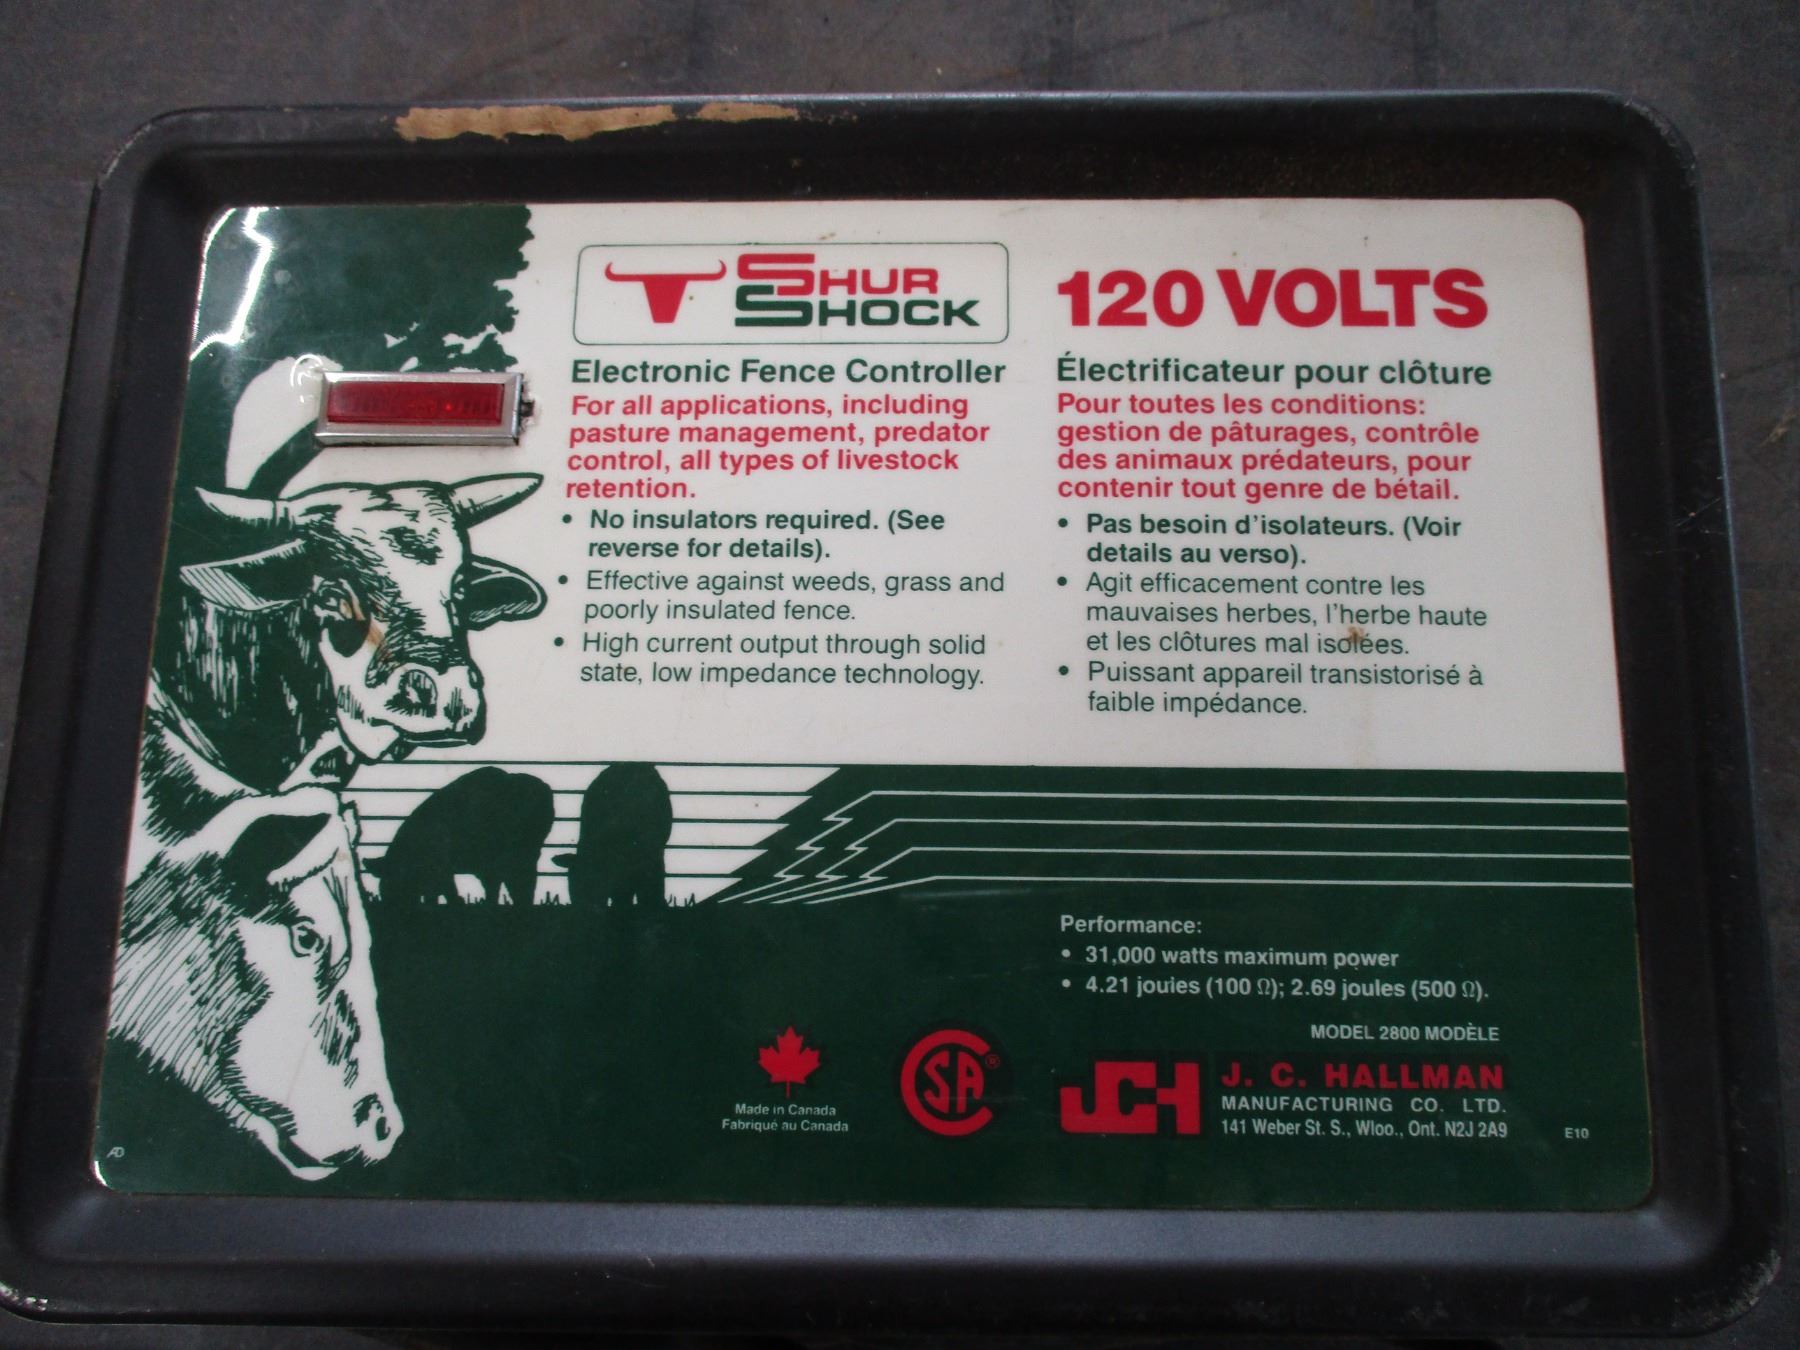 SHUR
SHOCK
120 VOLTS
Electronic Fence Controller
For all applications, including
pasture management, predator
control, all types of livestock
retention.
• No insulators required. (See
reverse for details).
• Effective against weeds, grass and
poorly insulated fence.
• High current output through solid
state, low impedance technology.
Électrificateur pour clôture
Pour toutes les conditions:
gestion de pâturages, contrôle
des animaux prédateurs, pour
contenir tout genre de bétail.
• Pas besoin d'isolateurs. (Voir
details au verso).
• Agit efficacement contre les
mauvaises herbes, l'herbe haute
et les clôtures mal isolées.
• Puissant appareil transistorisé à
faible impédance.
Performance:
• 31,000 watts maximum power
• 4.21 joules (100 Ω); 2.69 joules (500 Ω).
MODEL 2800 MODÈLE
Made in Canada
Fabriqué au Canada
CSA®
JCH
J. C. HALLMAN
MANUFACTURING CO. LTD.
141 Weber St. S., Wloo., Ont. N2J 2A9
E10
AD